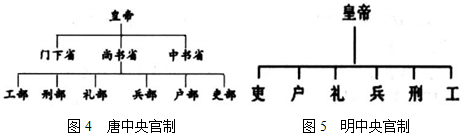 皇帝
门下省 尚书省 中书省
工部 刑部 礼部 兵部 户部 吏部
图4 唐中央官制
皇帝
吏 户 礼 兵 刑 工
图5 明中央官制